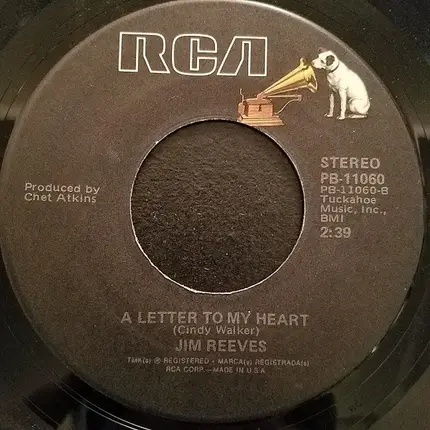 RCA
STEREO
PB-11060
PB-11060-B
Tuckahoe
Music, Inc.,
BMI
2:39
Produced by
Chet Atkins
A LETTER TO MY HEART
(Cindy Walker)
JIM REEVES
TMK(s) ® REGISTERED • MARCA(s) REGISTRADA(s)
RCA CORP.—MADE IN U.S.A.